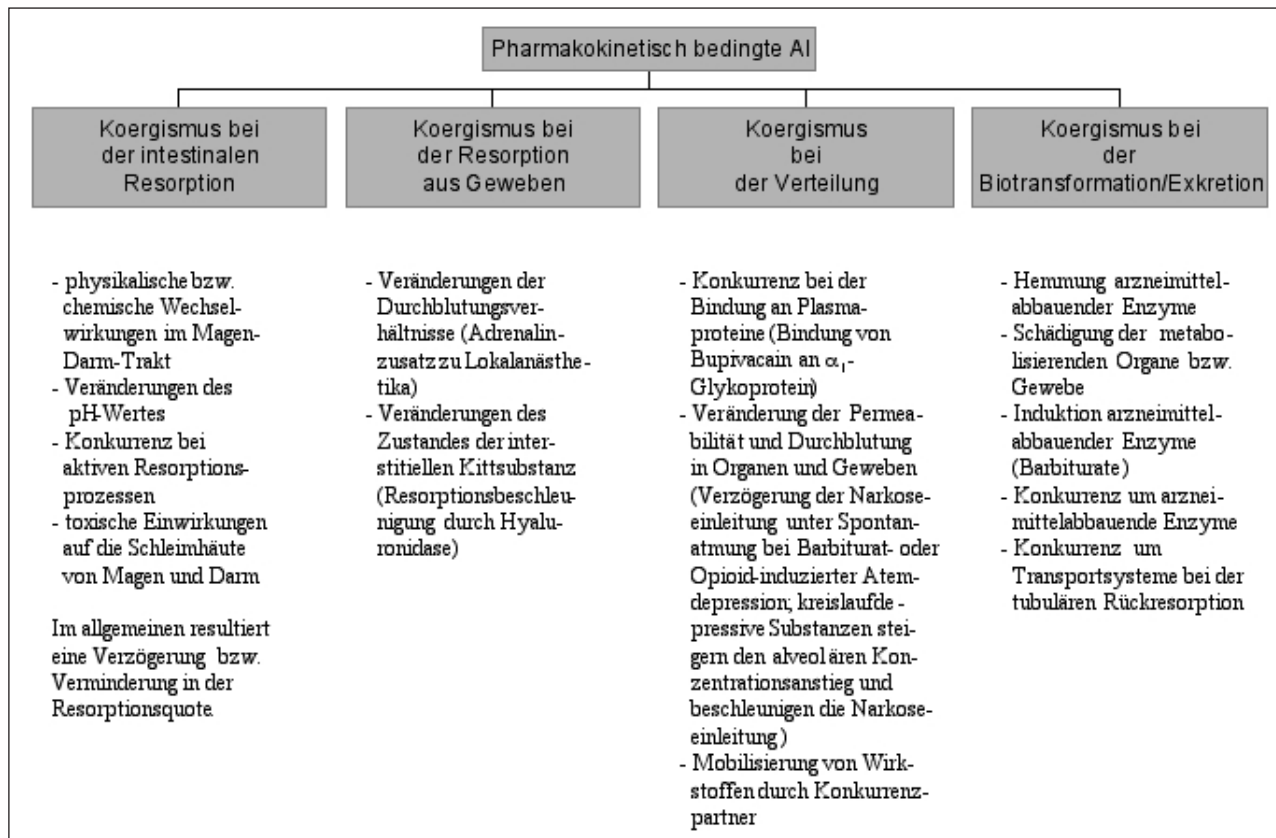 Pharmakokinetisch bedingte AI
Koergismus bei
der intestinalen
Resorption
Koergismus bei
der Resorption
aus Geweben
Koergismus
bei
der Verteilung
Koergismus bei
der
Biotransformation/Exkretion
- physikalische bzw.
chemische Wechsel-
wirkungen im Magen-
Darm-Trakt
- Veränderungen des
pH-Wertes
- Konkurrenz bei
aktiven Resorptions-
prozessen
- toxische Einwirkungen
auf die Schleimhäute
von Magen und Darm
Im allgemeinen resultiert
eine Verzögerung bzw.
Verminderung in der
Resorptionsquote.
- Veränderungen der
Durchblutungsver-
hältnisse (Adrenalin-
zusatz zu Lokalanästhe-
tika)
- Veränderungen des
Zustandes der inter-
stitiellen Kittsubstanz
(Resorptionsbeschleu-
nigung durch Hyalu-
ronidase)
- Konkurrenz bei der
Bindung an Plasma-
proteine (Bindung von
Bupivacain an α₁-
Glykoprotein)
- Veränderung der Permea-
bilität und Durchblutung
in Organen und Geweben
(Verzögerung der Narkose-
einleitung unter Spontan-
atmung bei Barbiturat- oder
Opioid-induzierter Atem-
depression; kreislaufde-
pressive Substanzen stei-
gern den alveolären Kon-
zentrationsanstieg und
beschleunigen die Narkose-
einleitung)
- Mobilisierung von Wirk-
stoffen durch Konkurrenz-
partner
- Hemmung arzneimittel-
abbauender Enzyme
- Schädigung der metabo-
lisierenden Organe bzw.
Gewebe
- Induktion arzneimittel-
abbauender Enzyme
(Barbiturate)
- Konkurrenz um arznei-
mittelabbauende Enzyme
- Konkurrenz um
Transportsysteme bei der
tubulären Rückresorption